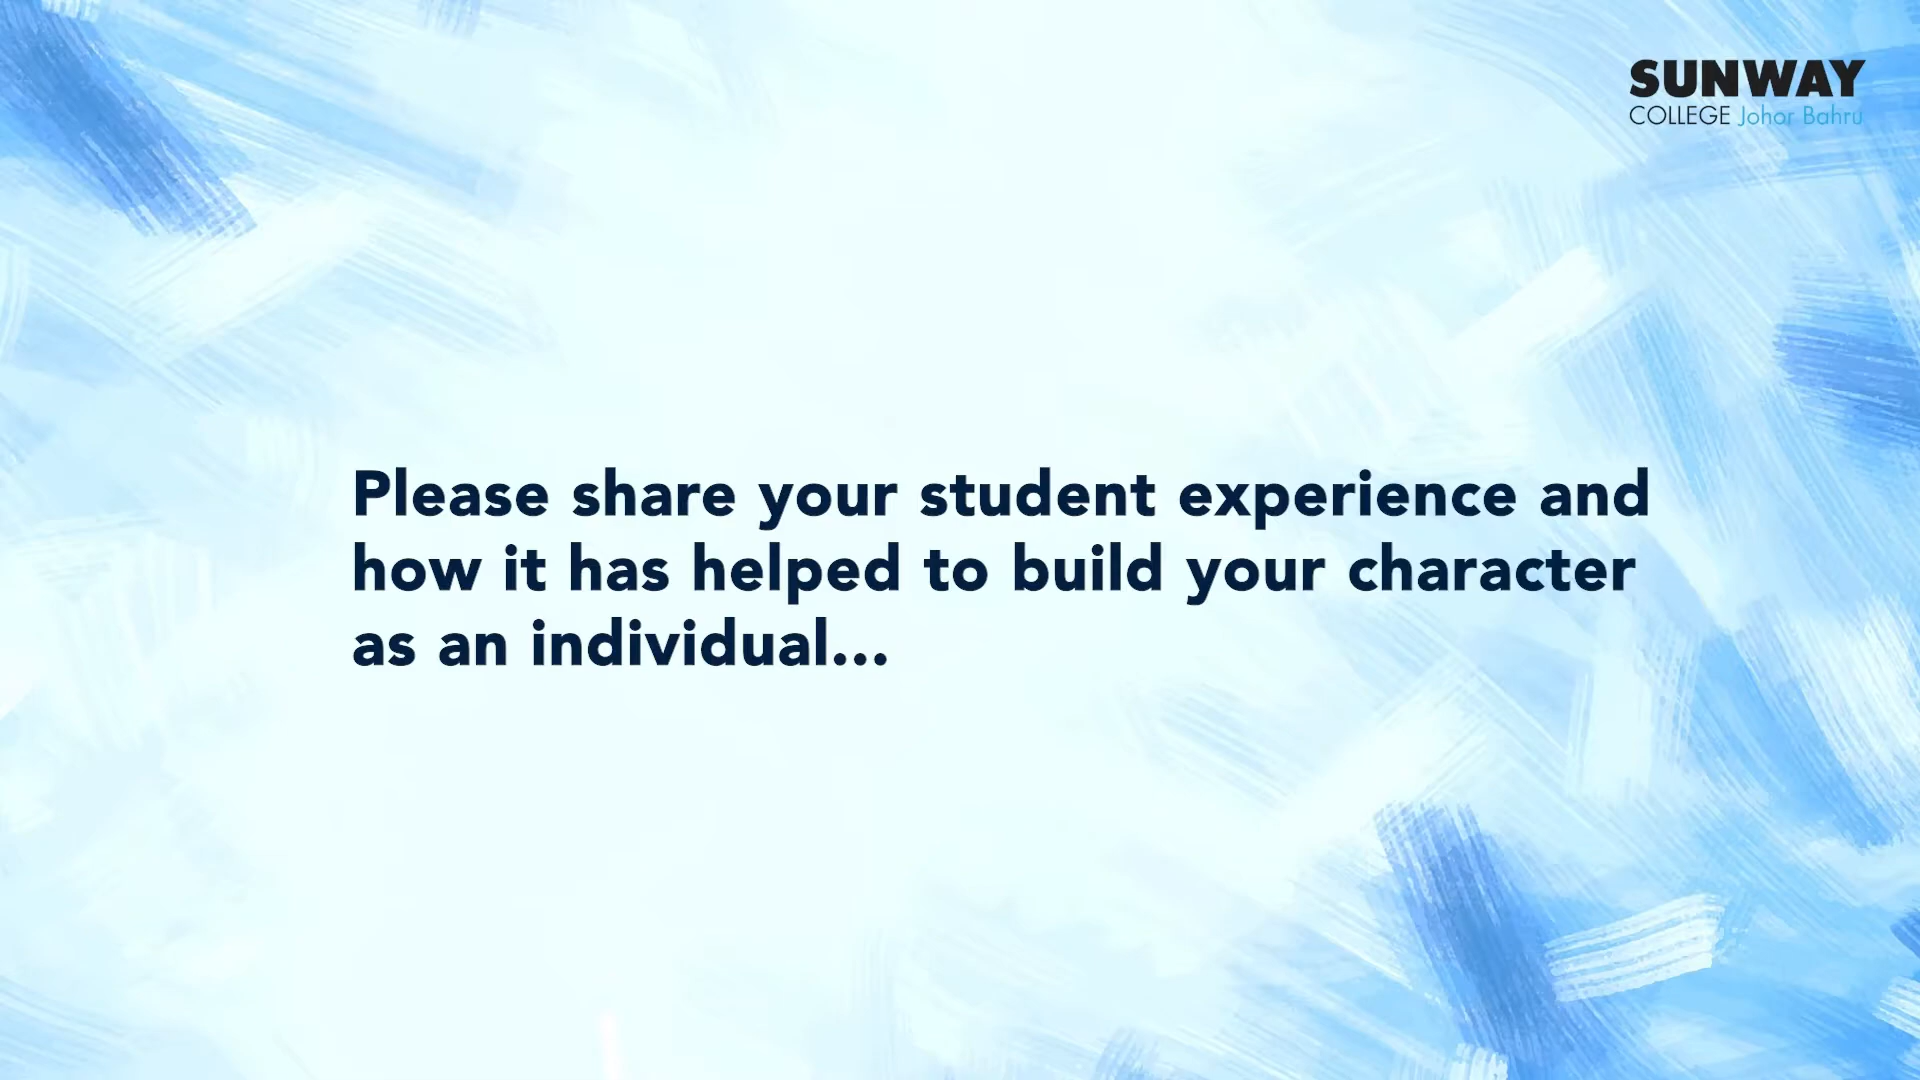 SUNWAY
COLLEGE Johor Bahru
Please share your student experience and
how it has helped to build your character
as an individual...